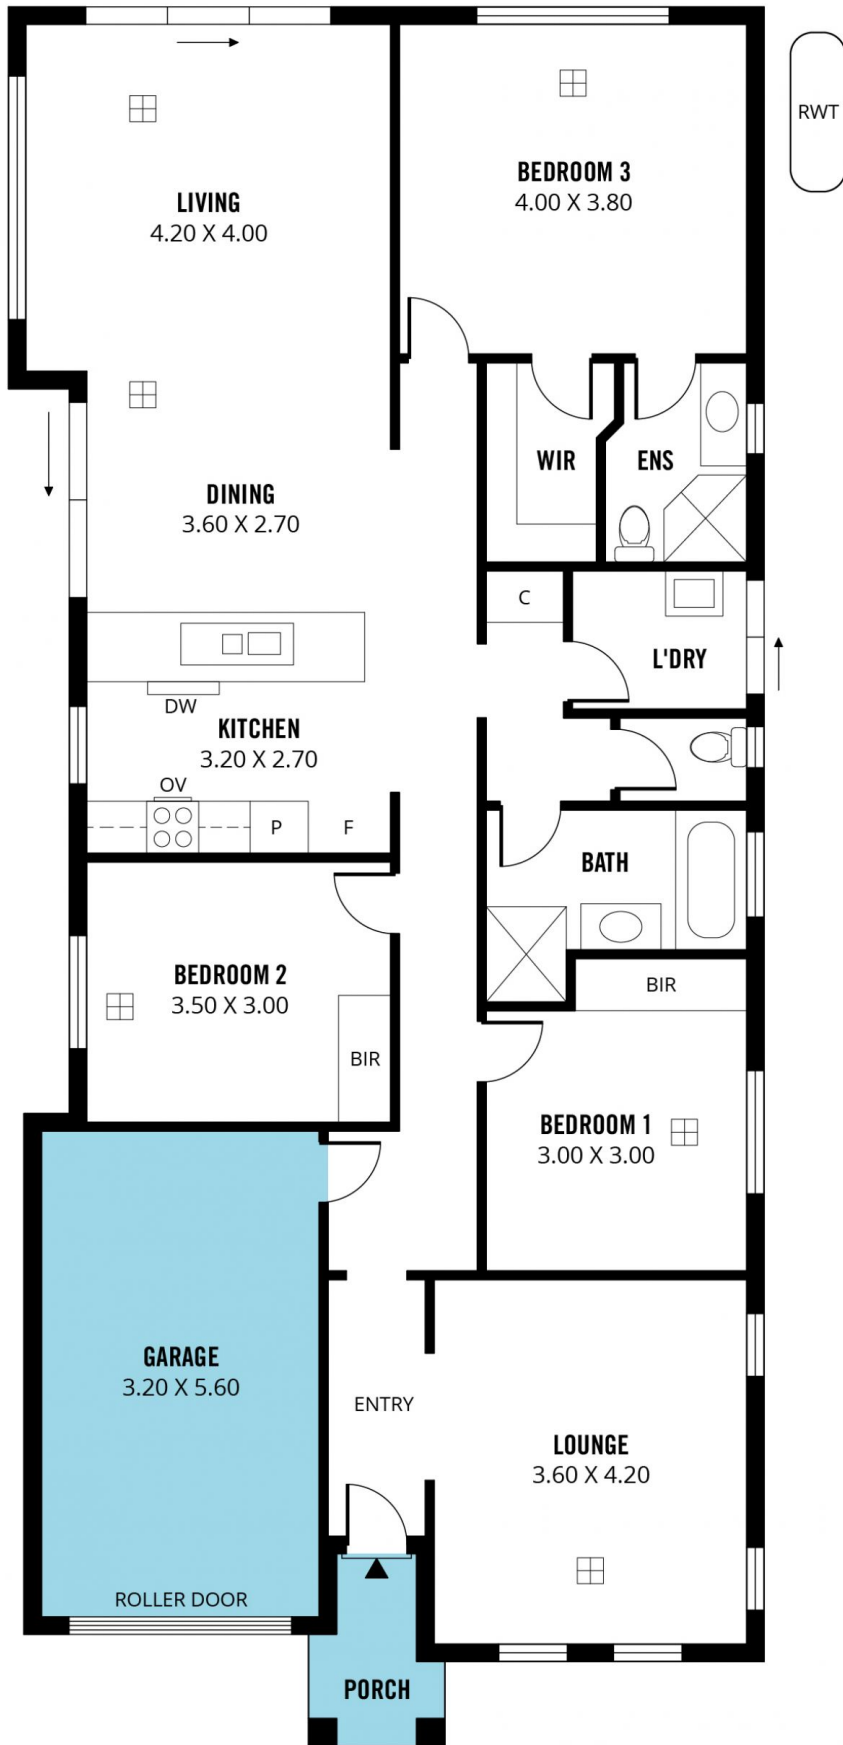 RWT
BEDROOM 3
4.00 X 3.80
LIVING
4.20 X 4.00
WIR
ENS
DINING
3.60 X 2.70
C
L'DRY
DW
KITCHEN
3.20 X 2.70
OV
P
F
BATH
BEDROOM 2
3.50 X 3.00
BIR
BIR
BEDROOM 1
3.00 X 3.00
GARAGE
3.20 X 5.60
ENTRY
LOUNGE
3.60 X 4.20
ROLLER DOOR
PORCH